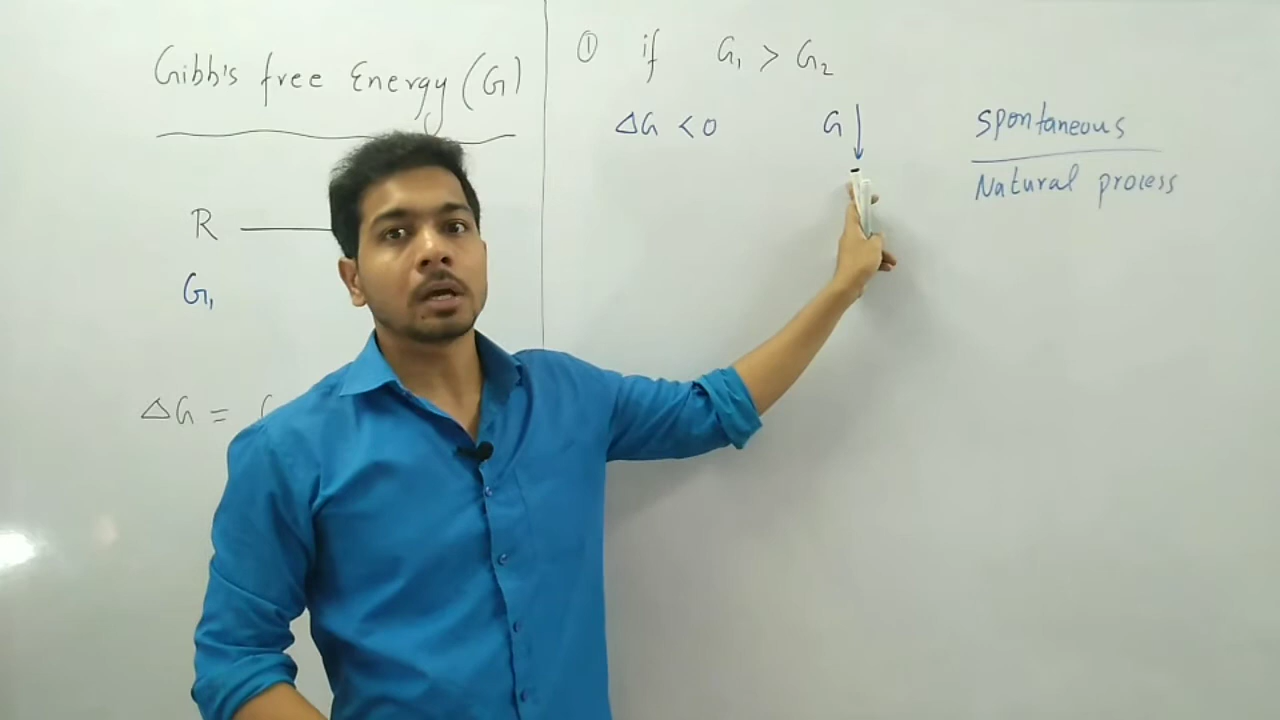 Gibb's free Energy (G)
R
G₁
ΔG =
① if G₁ > G₂
ΔG < 0 G↓
Spontaneous
Natural process